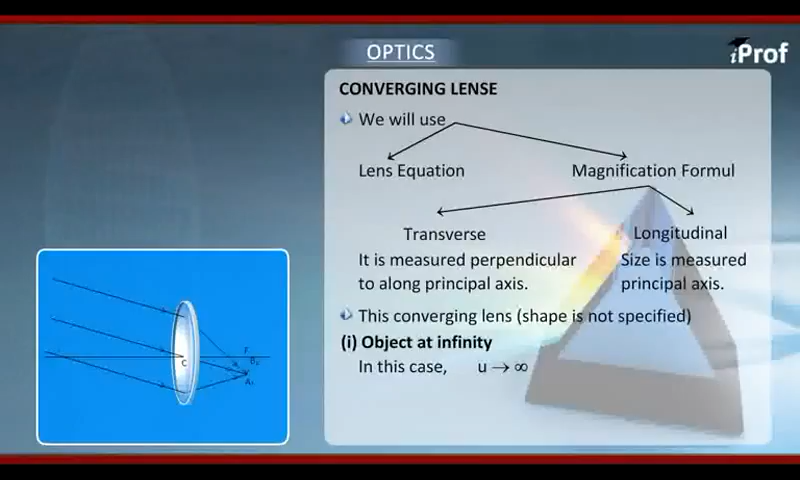 OPTICS
iProf
CONVERGING LENSE
We will use
Lens Equation Magnification Formul
Transverse Longitudinal
It is measured perpendicular Size is measured
to along principal axis. principal axis.
This converging lens (shape is not specified)
(i) Object at infinity
In this case, u → ∞
F
C